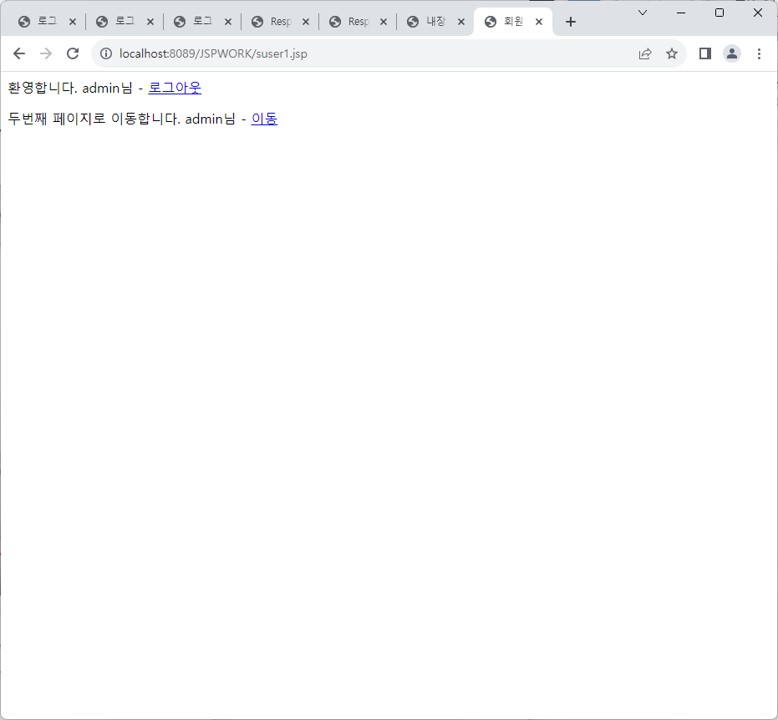 로그
로그
로그
Resp
Resp
내장
회원
localhost:8089/JSPWORK/suser1.jsp
환영합니다. admin님 - 로그아웃
두번째 페이지로 이동합니다. admin님 - 이동